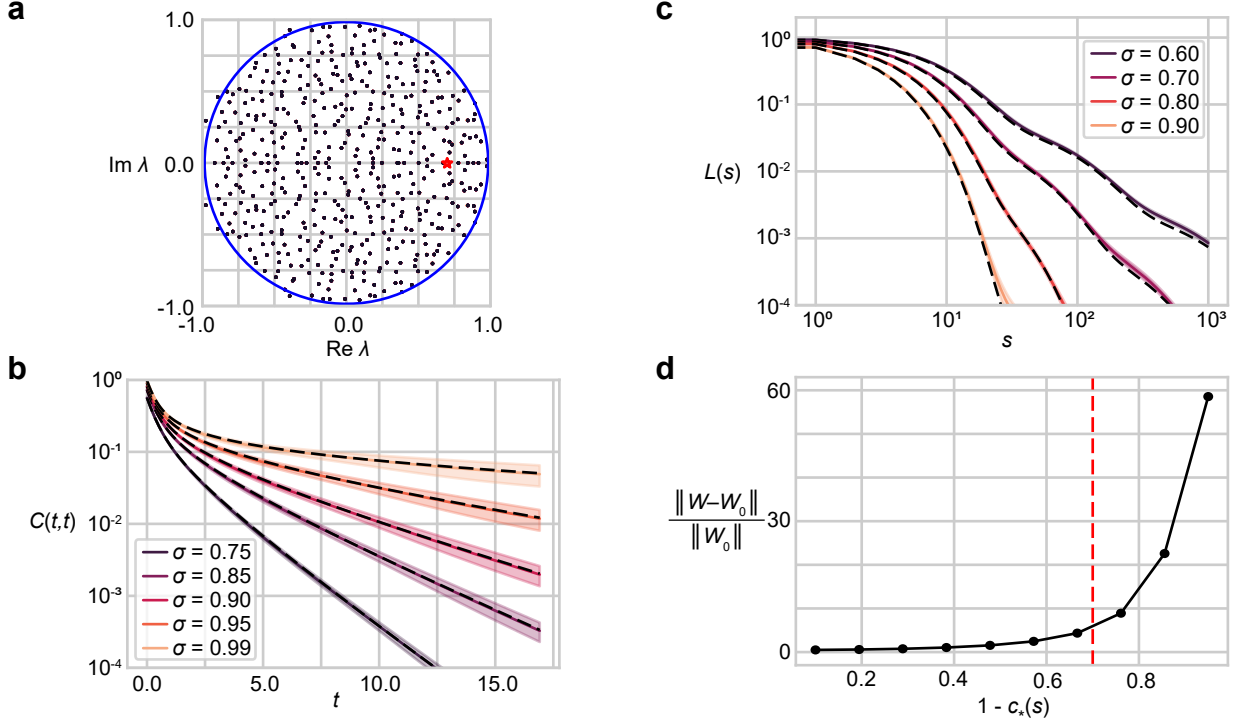 a
1.0
Im λ
0.0
-1.0
-1.0
0.0
1.0
Re λ
b
10⁰
10⁻¹
C(t,t)
10⁻²
10⁻³
10⁻⁴
σ = 0.75
σ = 0.85
σ = 0.90
σ = 0.95
σ = 0.99
0.0
5.0
10.0
15.0
t
c
10⁰
10⁻¹
L(s)
10⁻²
10⁻³
10⁻⁴
σ = 0.60
σ = 0.70
σ = 0.80
σ = 0.90
10⁰
10¹
10²
10³
s
d
60
‖W–W₀‖
‖W₀‖
30
0
0.2
0.4
0.6
0.8
1 - c⁎(s)